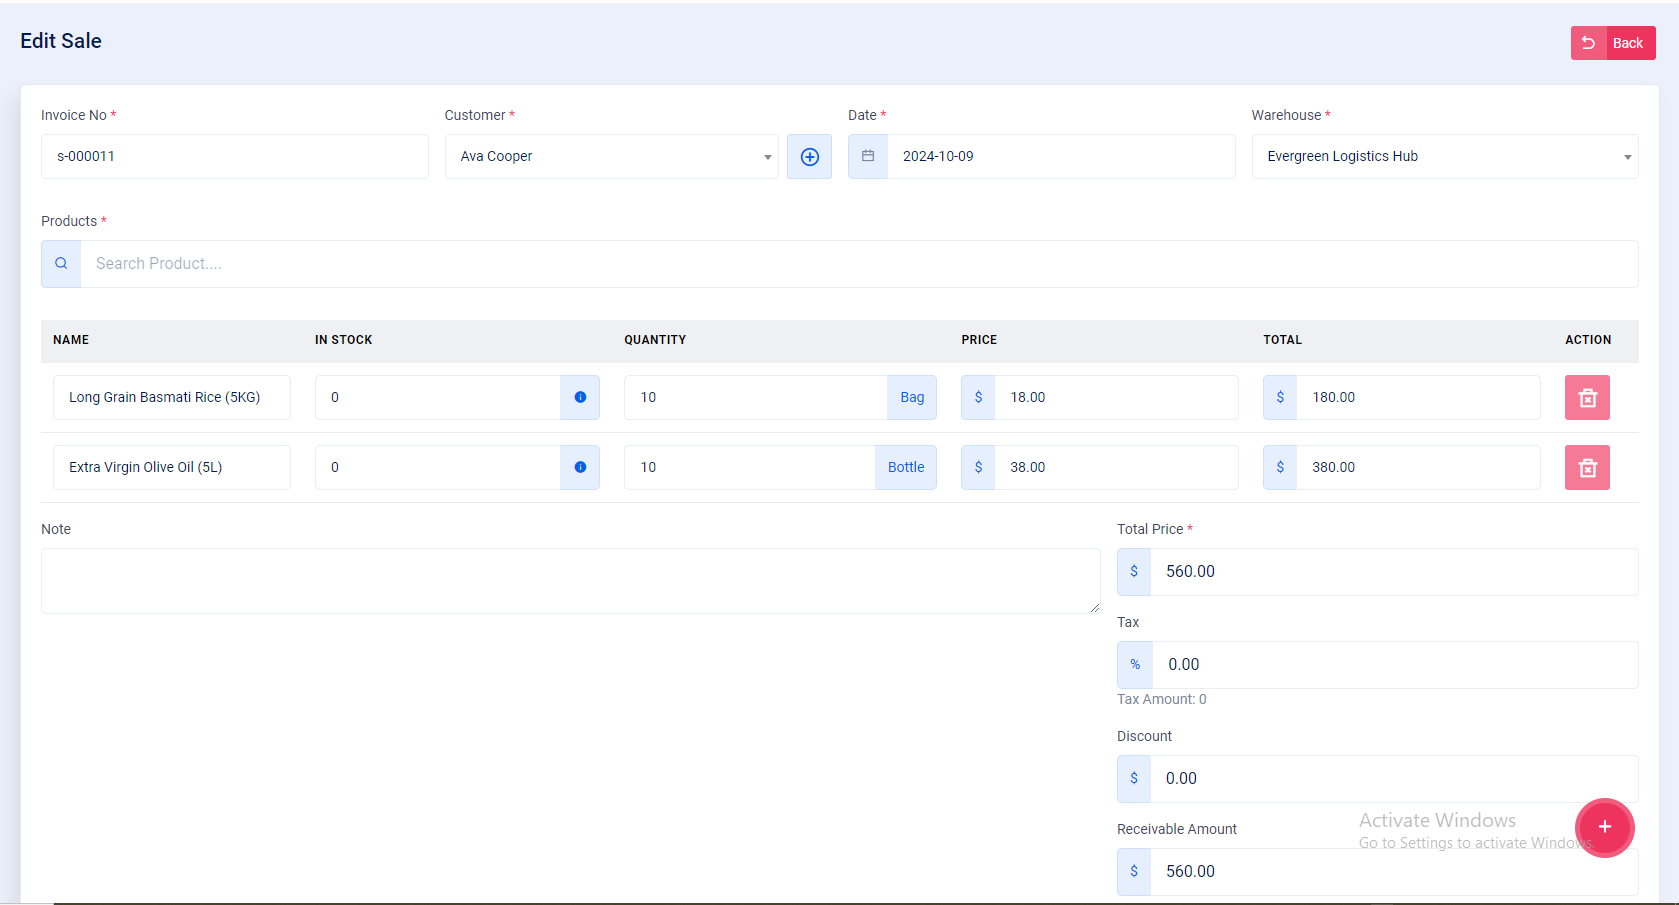 Edit Sale
Back
Invoice No *
Customer *
Date *
Warehouse *
s-000011
Ava Cooper
2024-10-09
Evergreen Logistics Hub
Products *
Search Product....
NAME IN STOCK QUANTITY PRICE TOTAL ACTION
Long Grain Basmati Rice (5KG) 0 10 Bag $ 18.00 $ 180.00
Extra Virgin Olive Oil (5L) 0 10 Bottle $ 38.00 $ 380.00
Note
Total Price *
$ 560.00
Tax
% 0.00
Tax Amount: 0
Discount
$ 0.00
Receivable Amount
$ 560.00
Activate Windows
Go to Settings to activate Windows.